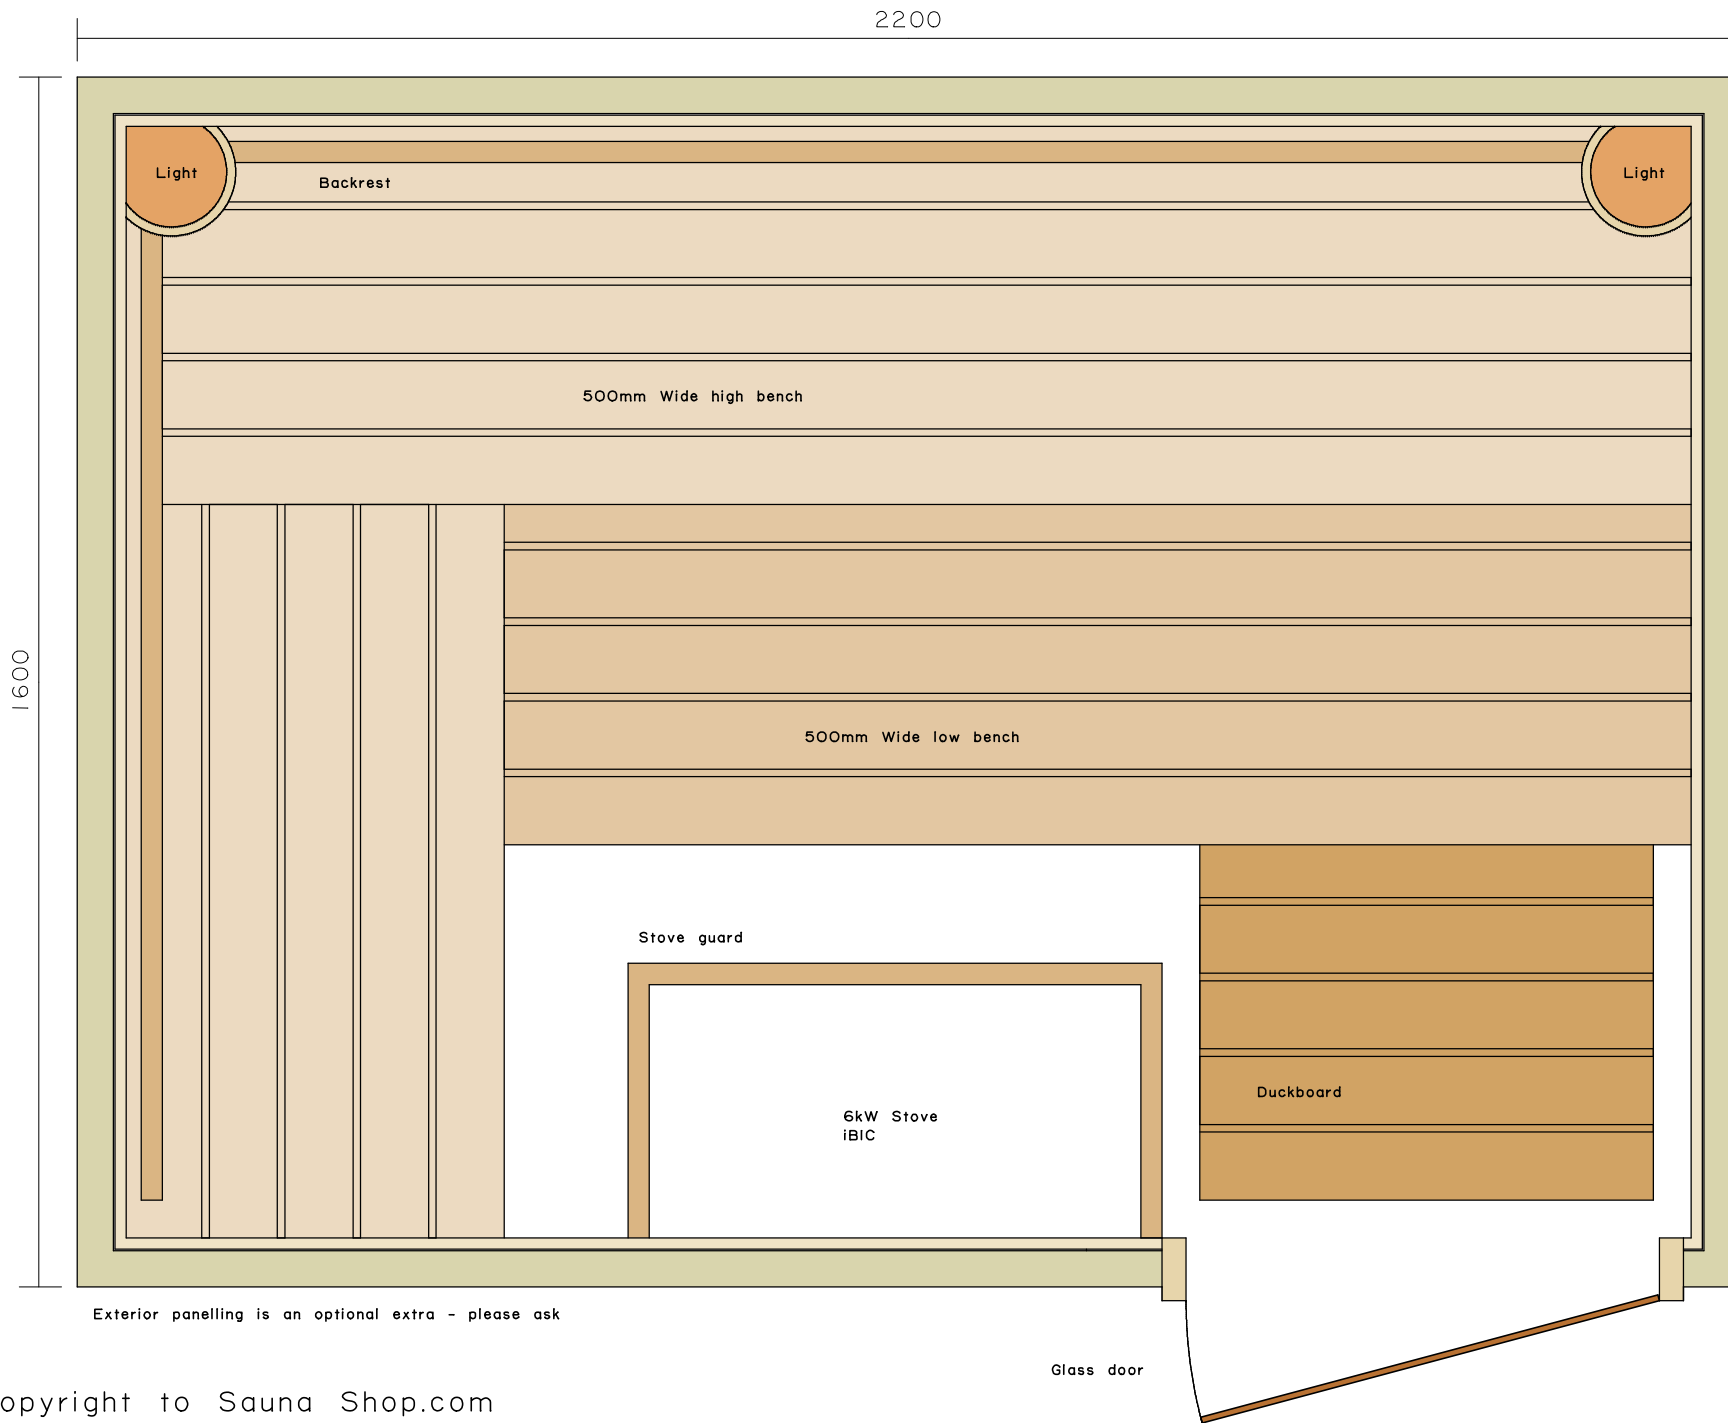 2200
Light
Light
Backrest
500mm Wide high bench
1600
500mm Wide low bench
Stove guard
Duckboard
6kW Stove
iBIC
Exterior panelling is an optional extra - please ask
Glass door
opyright to Sauna Shop.com